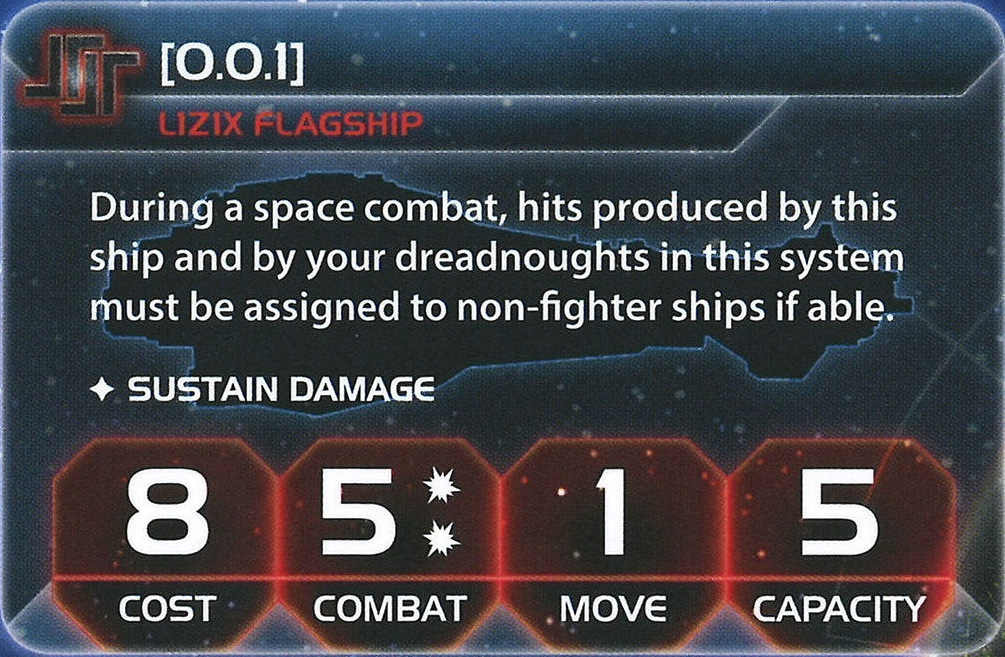 [0.0.1]
LIZIX FLAGSHIP
During a space combat, hits produced by this
ship and by your dreadnoughts in this system
must be assigned to non-fighter ships if able.
SUSTAIN DAMAGE
8 5 1 5
COST COMBAT MOVE CAPACITY